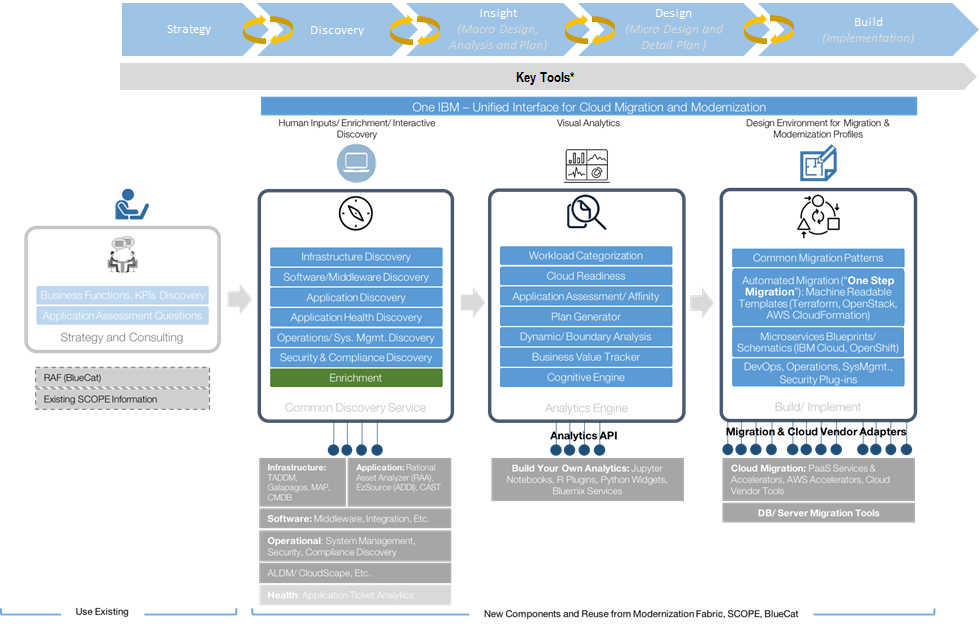 Strategy
Discovery
Insight
(Macro Design,
Analysis and Plan)
Design
(Micro Design and
Detail Plan )
Build
(Implementation)
Key Tools*
One IBM – Unified Interface for Cloud Migration and Modernization
Human Inputs/ Enrichment/ Interactive
Discovery
Visual Analytics
Design Environment for Migration &
Modernization Profiles
Business Functions, KPIs Discovery
Application Assessment Questions
Strategy and Consulting
RAF (BlueCat)
Existing SCOPE Information
Infrastructure Discovery
Software/Middleware Discovery
Application Discovery
Application Health Discovery
Operations/ Sys. Mgmt. Discovery
Security & Compliance Discovery
Enrichment
Common Discovery Service
Workload Categorization
Cloud Readiness
Application Assessment/ Affinity
Plan Generator
Dynamic/ Boundary Analysis
Business Value Tracker
Cognitive Engine
Analytics Engine
Common Migration Patterns
Automated Migration ("One Step
Migration"): Machine Readable
Templates (Terraform, OpenStack,
AWS CloudFormation)
Microservices Blueprints/
Schematics (IBM Cloud, OpenShift)
DevOps, Operations, SysMgmt.,
Security Plug-ins
Build/ Implement
Analytics API
Migration & Cloud Vendor Adapters
Infrastructure:
TADDM,
Galapagos, MAP,
CMDB
Application: Rational
Asset Analyzer (RAA),
EzSource (ADDI), CAST
Software: Middleware, Integration, Etc.
Operational: System Management,
Security, Compliance Discovery
ALDM/ CloudScape, Etc.
Health: Application Ticket Analytics
Build Your Own Analytics: Jupyter
Notebooks, R Plugins, Python Widgets,
Bluemix Services
Cloud Migration: PaaS Services &
Accelerators, AWS Accelerators, Cloud
Vendor Tools
DB/ Server Migration Tools
Use Existing
New Components and Reuse from Modernization Fabric, SCOPE, BlueCat